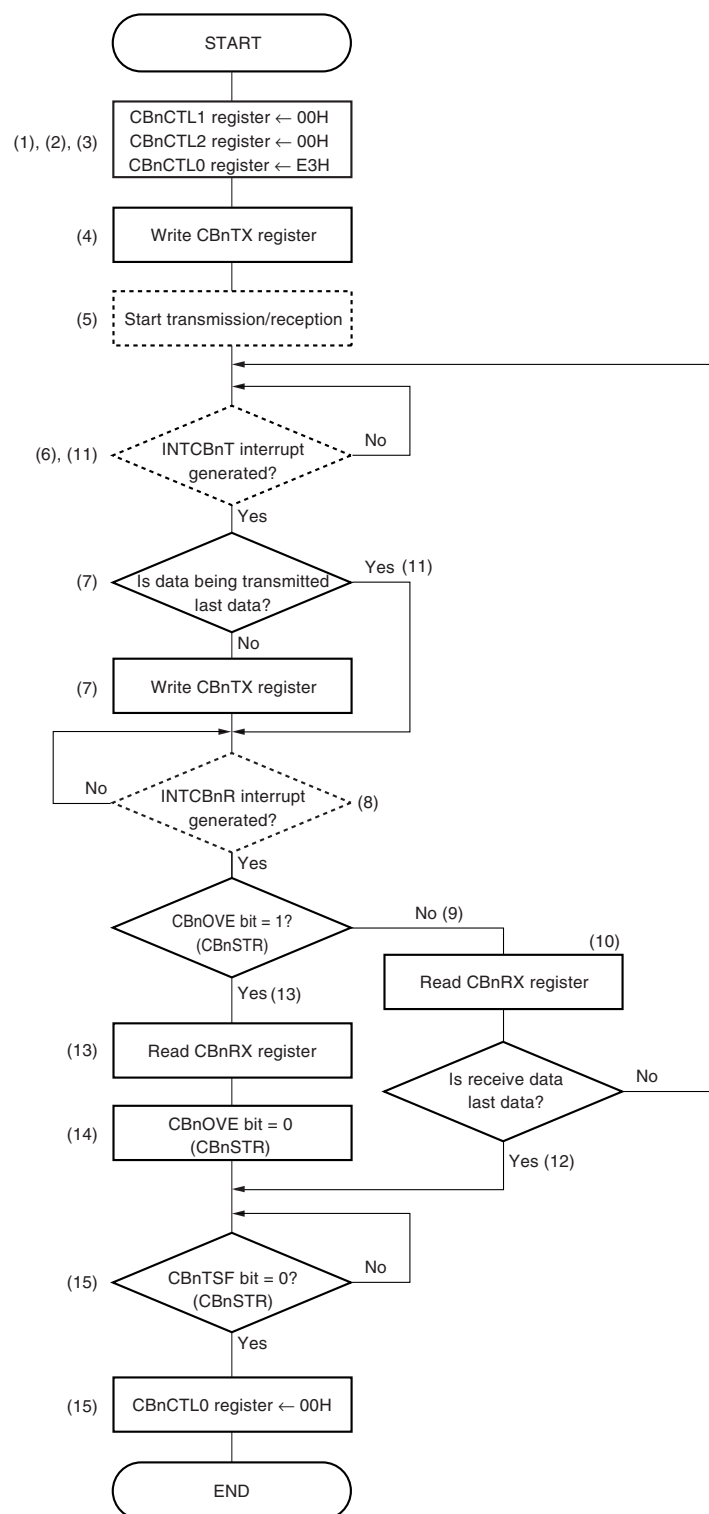 START
(1), (2), (3)
CBnCTL1 register ← 00H
CBnCTL2 register ← 00H
CBnCTL0 register ← E3H
(4)
Write CBnTX register
(5)
Start transmission/reception
(6), (11)
INTCBnT interrupt
generated?
No
Yes
(7)
Is data being transmitted
last data?
Yes (11)
No
(7)
Write CBnTX register
No
INTCBnR interrupt
generated?
(8)
Yes
CBnOVE bit = 1?
(CBnSTR)
No (9)
(10)
Read CBnRX register
Yes (13)
(13)
Read CBnRX register
Is receive data
last data?
No
(14)
CBnOVE bit = 0
(CBnSTR)
Yes (12)
(15)
CBnTSF bit = 0?
(CBnSTR)
No
Yes
(15)
CBnCTL0 register ← 00H
END